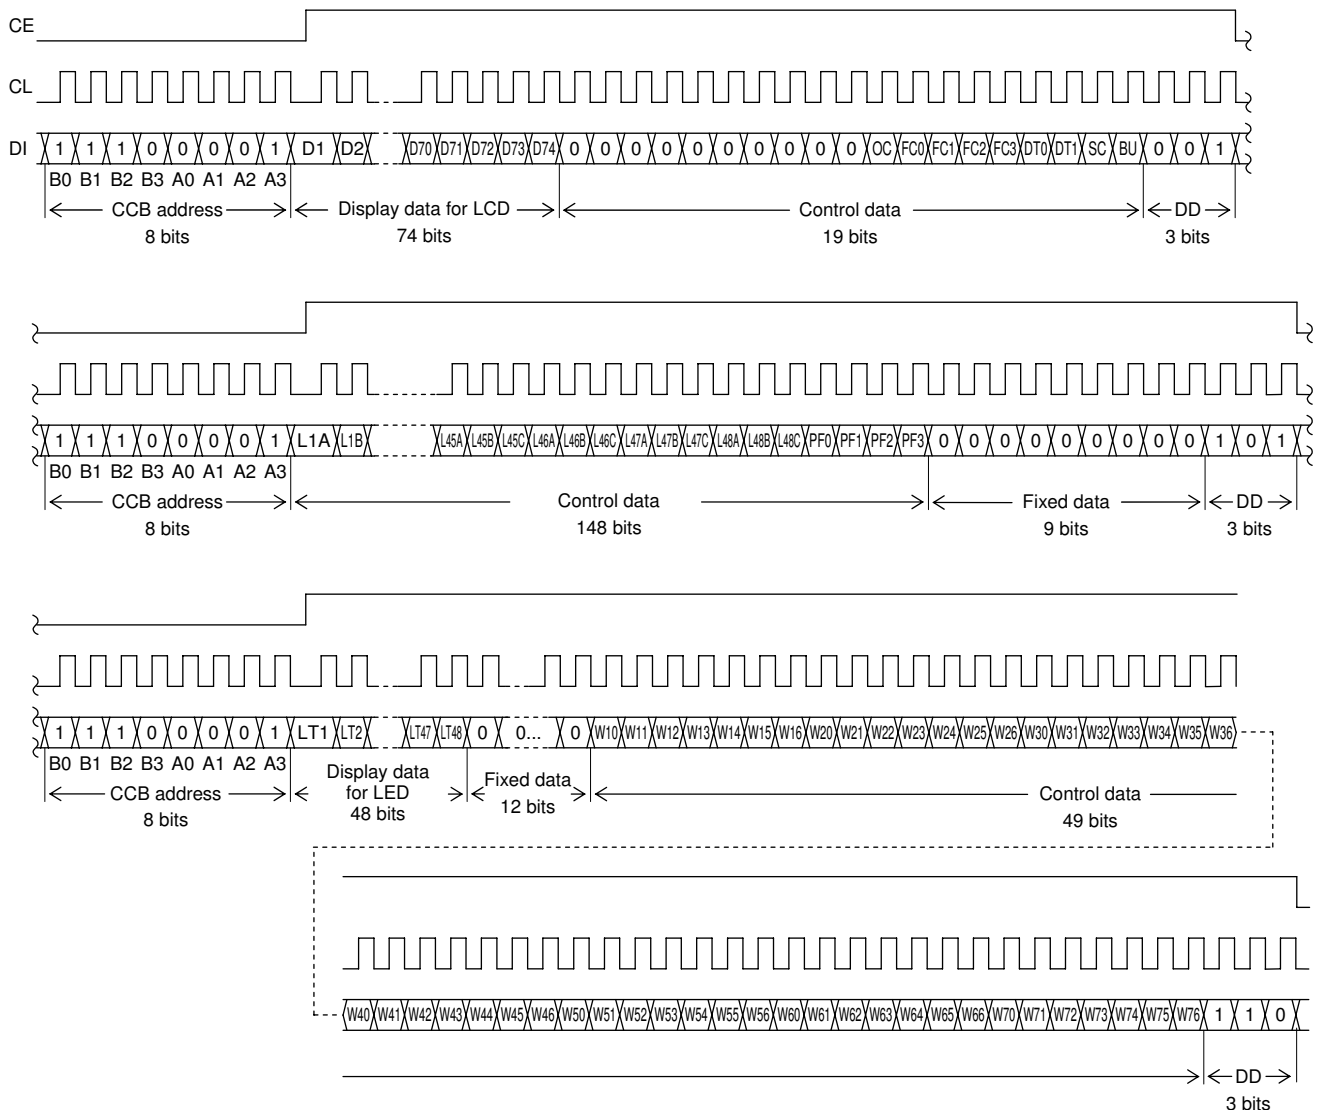 CE
CL
DI 1 1 1 0 0 0 0 1 D1 D2 D70 D71 D72 D73 D74 0 0 0 0 0 0 0 0 0 0 OC FC0 FC1 FC2 FC3 DT0 DT1 SC BU 0 0 1
B0 B1 B2 B3 A0 A1 A2 A3
CCB address Display data for LCD Control data DD
8 bits 74 bits 19 bits 3 bits
1 1 1 0 0 0 0 1 L1A L1B L45A L45B L45C L46A L46B L46C L47A L47B L47C L48A L48B L48C PF0 PF1 PF2 PF3 0 0 0 0 0 0 0 0 0 1 0 1
B0 B1 B2 B3 A0 A1 A2 A3
CCB address Control data Fixed data DD
8 bits 148 bits 9 bits 3 bits
1 1 1 0 0 0 0 1 LT1 LT2 LT47 LT48 0 0... 0 W10 W11 W12 W13 W14 W15 W16 W20 W21 W22 W23 W24 W25 W26 W30 W31 W32 W33 W34 W35 W36
B0 B1 B2 B3 A0 A1 A2 A3
CCB address Display data for LED Fixed data Control data
8 bits 48 bits 12 bits 49 bits
W40 W41 W42 W43 W44 W45 W46 W50 W51 W52 W53 W54 W55 W56 W60 W61 W62 W63 W64 W65 W66 W70 W71 W72 W73 W74 W75 W76 1 1 0
DD
3 bits